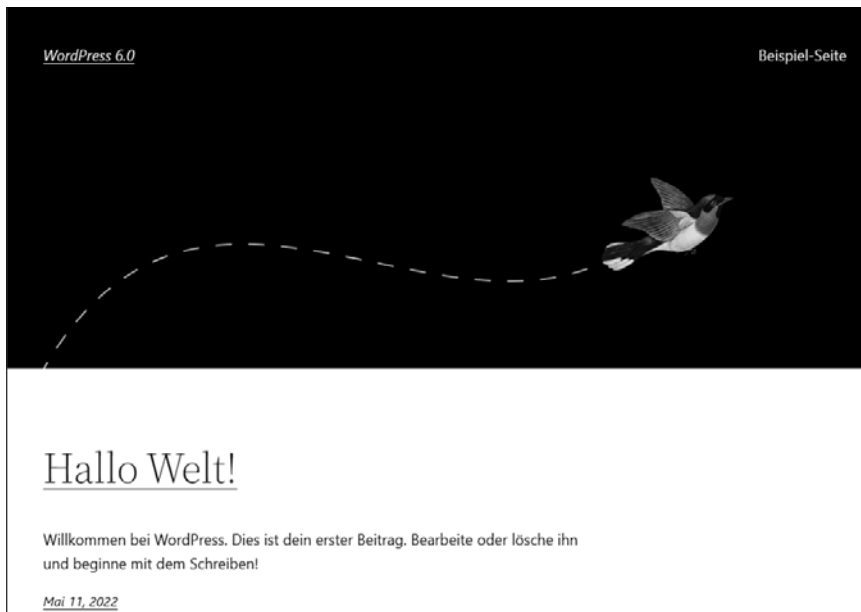 WordPress 6.0
Beispiel-Seite
Hallo Welt!
Willkommen bei WordPress. Dies ist dein erster Beitrag. Bearbeite oder lösche ihn
und beginne mit dem Schreiben!
Mai 11, 2022